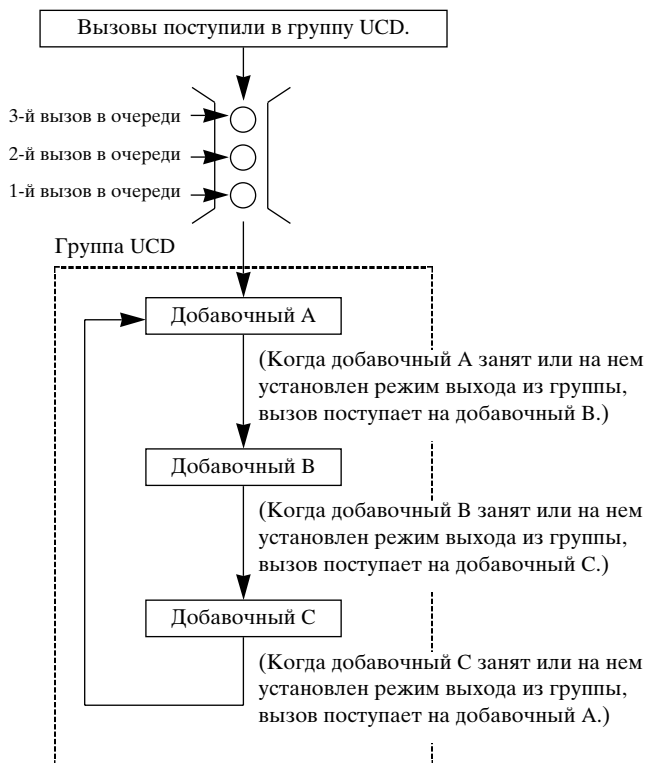 Вызовы поступили в группу UCD.
3-й вызов в очереди
2-й вызов в очереди
1-й вызов в очереди
Группа UCD
Добавочный A
(Когда добавочный A занят или на нем
установлен режим выхода из группы,
вызов поступает на добавочный B.)
Добавочный B
(Когда добавочный B занят или на нем
установлен режим выхода из группы,
вызов поступает на добавочный C.)
Добавочный C
(Когда добавочный C занят или на нем
установлен режим выхода из группы,
вызов поступает на добавочный A.)